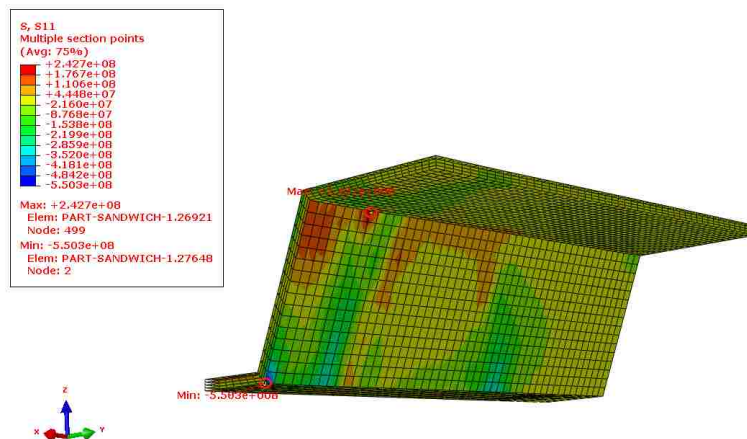 S, S11
Multiple section points
(Avg: 75%)
+2.427e+08
+1.767e+08
+1.106e+08
+4.448e+07
-2.160e+07
-8.768e+07
-1.538e+08
-2.199e+08
-2.859e+08
-3.520e+08
-4.181e+08
-4.842e+08
-5.503e+08
Max: +2.427e+08
Elem: PART-SANDWICH-1.26921
Node: 499
Min: -5.503e+08
Elem: PART-SANDWICH-1.27648
Node: 2
Max:
Min: -5.503e+008
Z
X
Y